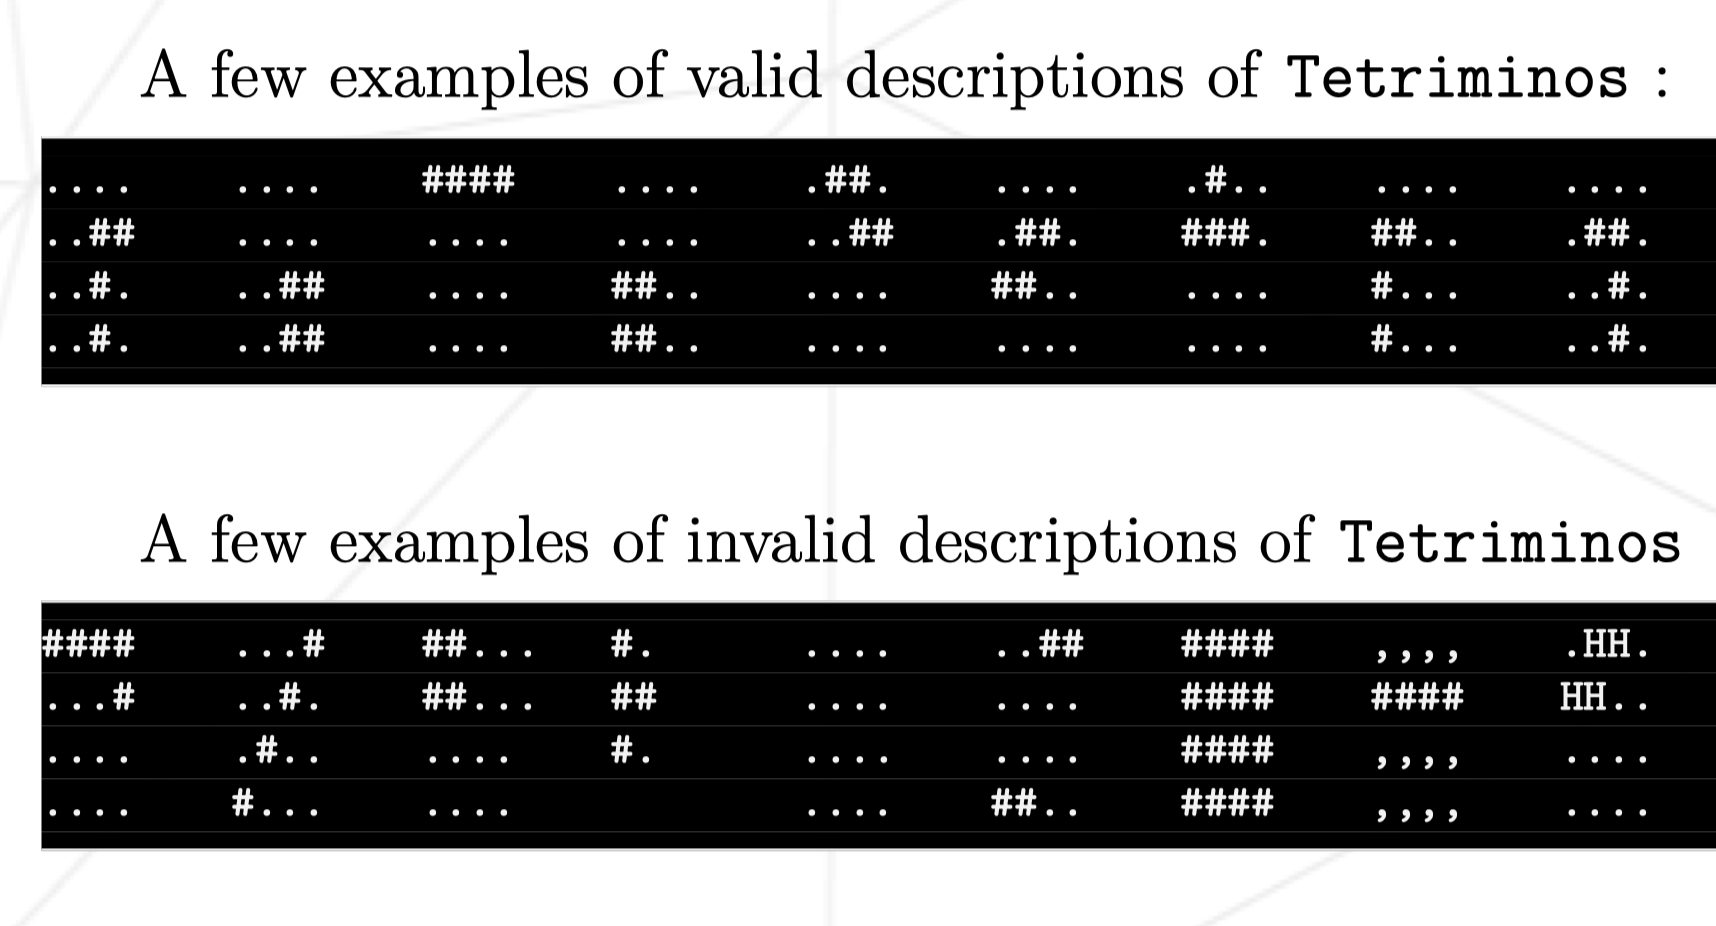 A few examples of valid descriptions of Tetriminos :
.... .... #### .... .##. .... .#.. .... ....
..## .... .... .... ..## .##. ###. ##.. .##.
..#. ..## .... ##.. .... ##.. .... #... ..#.
..#. ..## .... ##.. .... .... .... #... ..#.
A few examples of invalid descriptions of Tetriminos
#### ...# ##... #. .... ..## #### ,,,, .HH.
...# ..#. ##... ## .... .... #### #### HH..
.... .#.. .... #. .... .... #### ,,,, ....
.... #... .... .... ##.. #### ,,,, ....